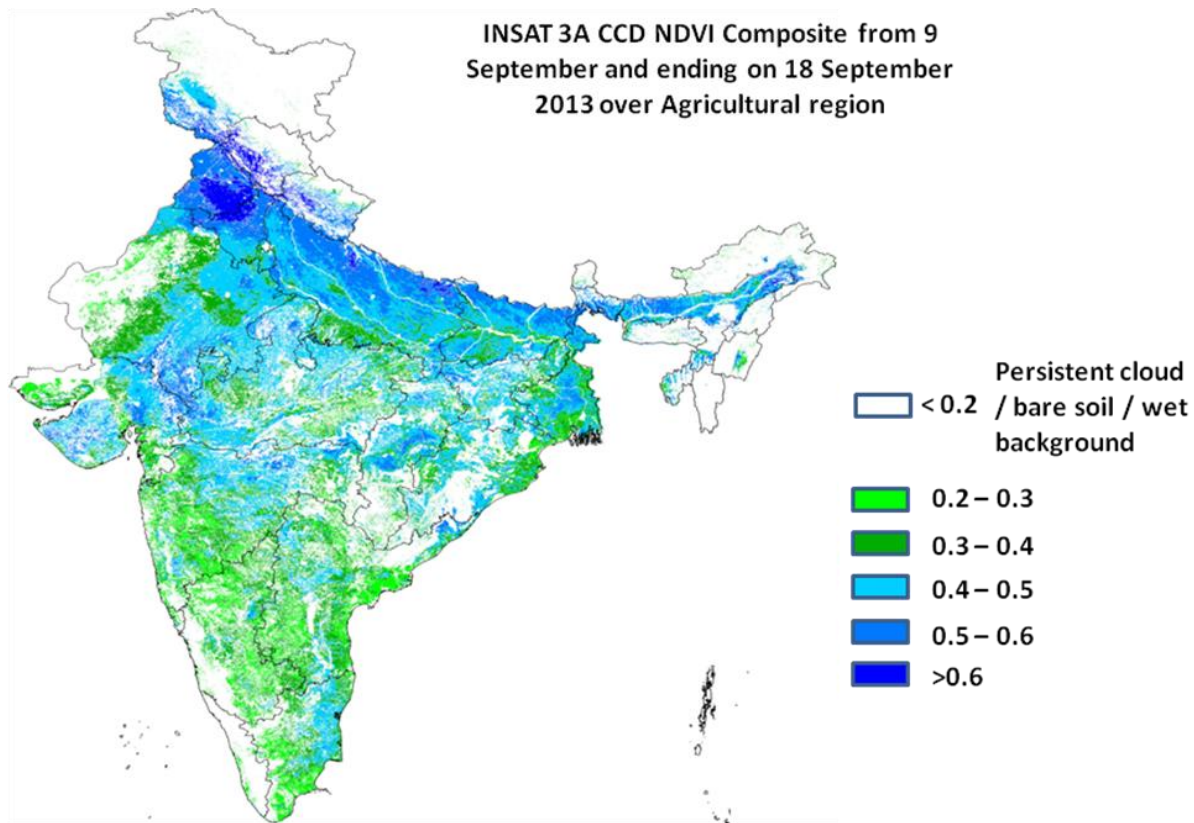 INSAT 3A CCD NDVI Composite from 9
September and ending on 18 September
2013 over Agricultural region
< 0.2
Persistent cloud
/ bare soil / wet
background
0.2 – 0.3
0.3 – 0.4
0.4 – 0.5
0.5 – 0.6
>0.6